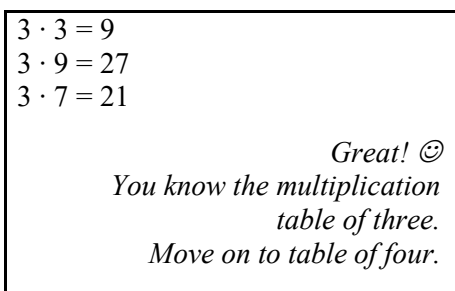 3 · 3 = 9
3 · 9 = 27
3 · 7 = 21
Great! ☺
You know the multiplication
table of three.
Move on to table of four.